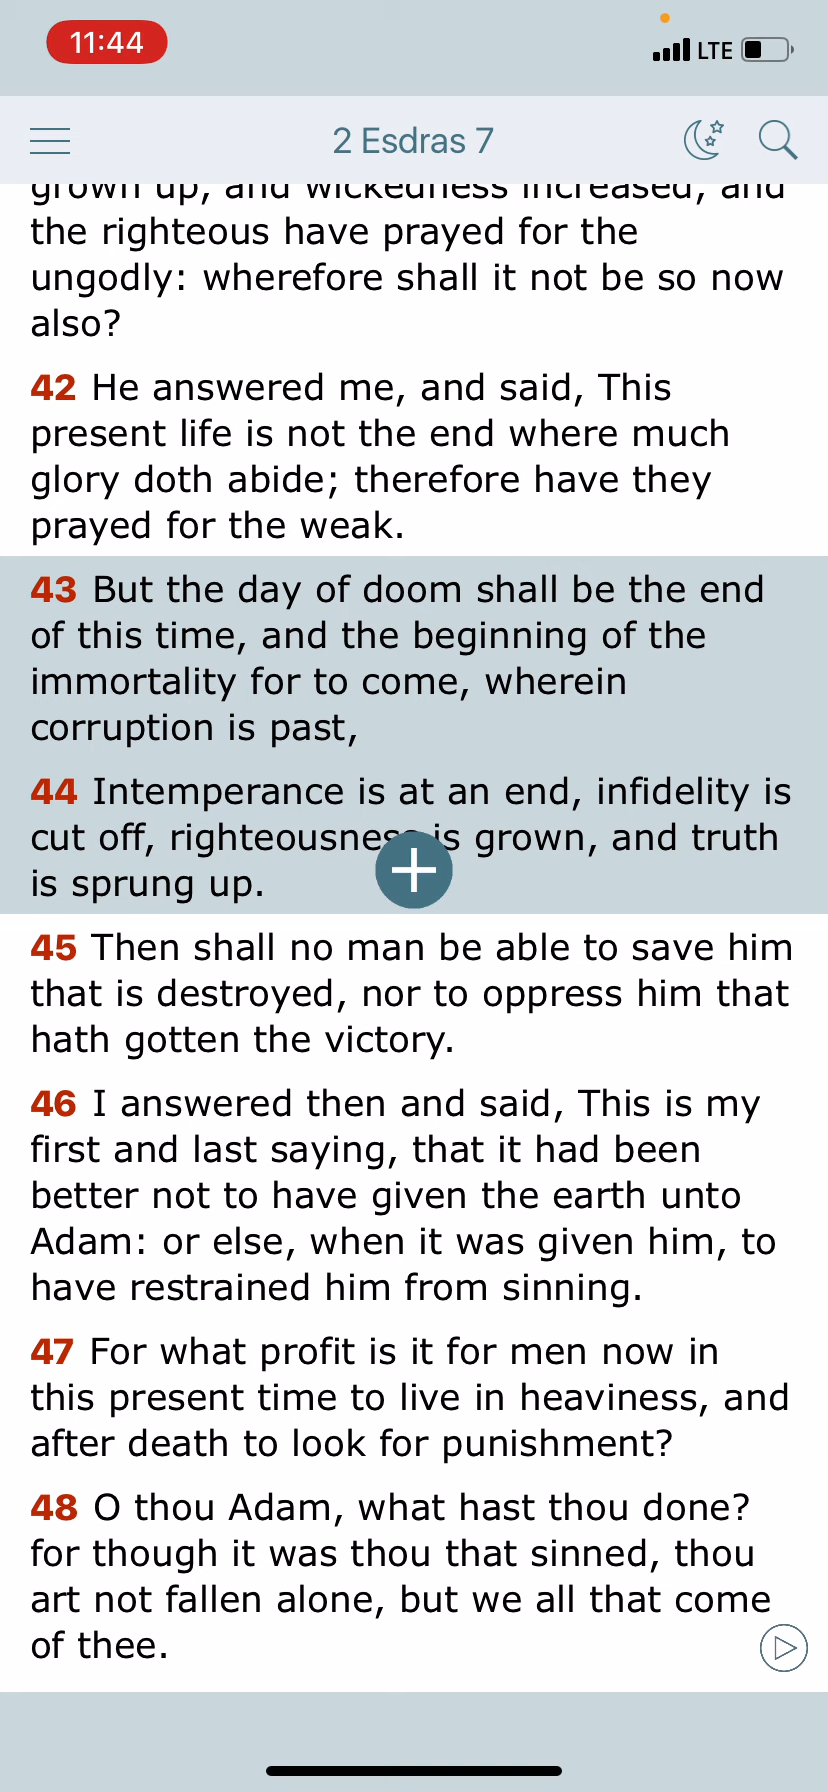 11:44
LTE
2 Esdras 7
grown up, and wickedness increased, and
the righteous have prayed for the
ungodly: wherefore shall it not be so now
also?
42 He answered me, and said, This
present life is not the end where much
glory doth abide; therefore have they
prayed for the weak.
43 But the day of doom shall be the end
of this time, and the beginning of the
immortality for to come, wherein
corruption is past,
44 Intemperance is at an end, infidelity is
cut off, righteousness is grown, and truth
is sprung up.
45 Then shall no man be able to save him
that is destroyed, nor to oppress him that
hath gotten the victory.
46 I answered then and said, This is my
first and last saying, that it had been
better not to have given the earth unto
Adam: or else, when it was given him, to
have restrained him from sinning.
47 For what profit is it for men now in
this present time to live in heaviness, and
after death to look for punishment?
48 O thou Adam, what hast thou done?
for though it was thou that sinned, thou
art not fallen alone, but we all that come
of thee.